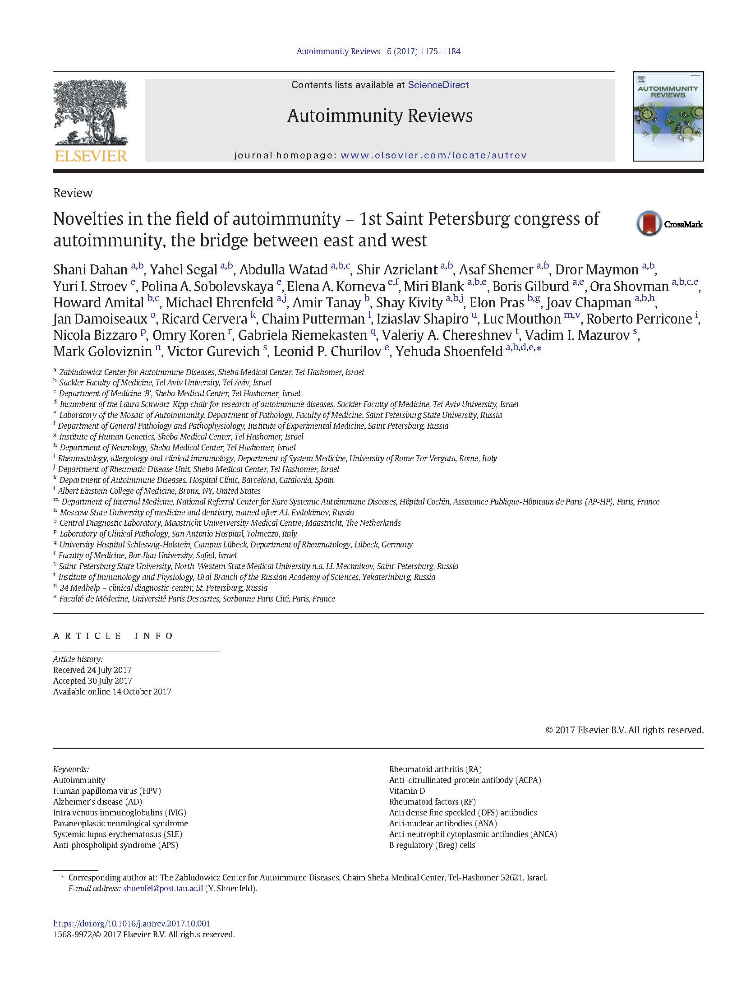 Autoimmunity Reviews 16 (2017) 1175–1184
Contents lists available at ScienceDirect
Autoimmunity Reviews
journal homepage: www.elsevier.com/locate/autrev
ELSEVIER
AUTOIMMUNITY
REVIEWS
Review
Novelties in the field of autoimmunity – 1st Saint Petersburg congress of
autoimmunity, the bridge between east and west
CrossMark
Shani Dahan a,b, Yahel Segal a,b, Abdulla Watad a,b,c, Shir Azrielant a,b, Asaf Shemer a,b, Dror Maymon a,b,
Yuri I. Stroev e, Polina A. Sobolevskaya e, Elena A. Korneva e,f, Miri Blank a,b,e, Boris Gilburd a,e, Ora Shovman a,b,c,e,
Howard Amital b,c, Michael Ehrenfeld a,j, Amir Tanay b, Shay Kivity a,b,j, Elon Pras b,g, Joav Chapman a,b,h,
Jan Damoiseaux o, Ricard Cervera k, Chaim Putterman l, Iziaslav Shapiro u, Luc Mouthon m,v, Roberto Perricone i,
Nicola Bizzaro p, Omry Koren r, Gabriela Riemekasten q, Valeriy A. Chereshnev t, Vadim I. Mazurov s,
Mark Goloviznin n, Victor Gurevich s, Leonid P. Churilov e, Yehuda Shoenfeld a,b,d,e,*
a Zabludowicz Center for Autoimmune Diseases, Sheba Medical Center, Tel Hashomer, Israel
b Sackler Faculty of Medicine, Tel Aviv University, Tel Aviv, Israel
c Department of Medicine 'B', Sheba Medical Center, Tel Hashomer, Israel
d Incumbent of the Laura Schwarz-Kipp chair for research of autoimmune diseases, Sackler Faculty of Medicine, Tel Aviv University, Israel
e Laboratory of the Mosaic of Autoimmunity, Department of Pathology, Faculty of Medicine, Saint Petersburg State University, Russia
f Department of General Pathology and Pathophysiology, Institute of Experimental Medicine, Saint Petersburg, Russia
g Institute of Human Genetics, Sheba Medical Center, Tel Hashomer, Israel
h Department of Neurology, Sheba Medical Center, Tel Hashomer, Israel
i Rheumatology, allergology and clinical immunology, Department of System Medicine, University of Rome Tor Vergata, Rome, Italy
j Department of Rheumatic Disease Unit, Sheba Medical Center, Tel Hashomer, Israel
k Department of Autoimmune Diseases, Hospital Clínic, Barcelona, Catalonia, Spain
l Albert Einstein College of Medicine, Bronx, NY, United States
m Department of Internal Medicine, National Referral Center for Rare Systemic Autoimmune Diseases, Hôpital Cochin, Assistance Publique-Hôpitaux de Paris (AP-HP), Paris, France
n Moscow State University of medicine and dentistry, named after A.I. Evdokimov, Russia
o Central Diagnostic Laboratory, Maastricht Univerversity Medical Centre, Maastricht, The Netherlands
p Laboratory of Clinical Pathology, San Antonio Hospital, Tolmezzo, Italy
q University Hospital Schleswig-Holstein, Campus Lübeck, Department of Rheumatology, Lübeck, Germany
r Faculty of Medicine, Bar-Ilan University, Safed, Israel
s Saint-Petersburg State University, North-Western State Medical University n.a. I.I. Mechnikov, Saint-Petersburg, Russia
t Institute of Immunology and Physiology, Ural Branch of the Russian Academy of Sciences, Yekaterinburg, Russia
u 24 Medhelp – clinical diagnostic center, St. Petersburg, Russia
v Faculté de Médecine, Université Paris Descartes, Sorbonne Paris Cité, Paris, France
ARTICLE INFO
Article history:
Received 24 July 2017
Accepted 30 July 2017
Available online 14 October 2017
© 2017 Elsevier B.V. All rights reserved.
Keywords:
Autoimmunity
Human papilloma virus (HPV)
Alzheimer's disease (AD)
Intra venous immunoglobulins (IVIG)
Paraneoplastic neurological syndrome
Systemic lupus erythematosus (SLE)
Anti-phospholipid syndrome (APS)
Rheumatoid arthritis (RA)
Anti–citrullinated protein antibody (ACPA)
Vitamin D
Rheumatoid factors (RF)
Anti dense fine speckled (DFS) antibodies
Anti-nuclear antibodies (ANA)
Anti-neutrophil cytoplasmic antibodies (ANCA)
B regulatory (Breg) cells
* Corresponding author at: The Zabludowicz Center for Autoimmune Diseases, Chaim Sheba Medical Center, Tel-Hashomer 52621, Israel.
E-mail address: shoenfel@post.tau.ac.il (Y. Shoenfeld).
https://doi.org/10.1016/j.autrev.2017.10.001
1568-9972/© 2017 Elsevier B.V. All rights reserved.